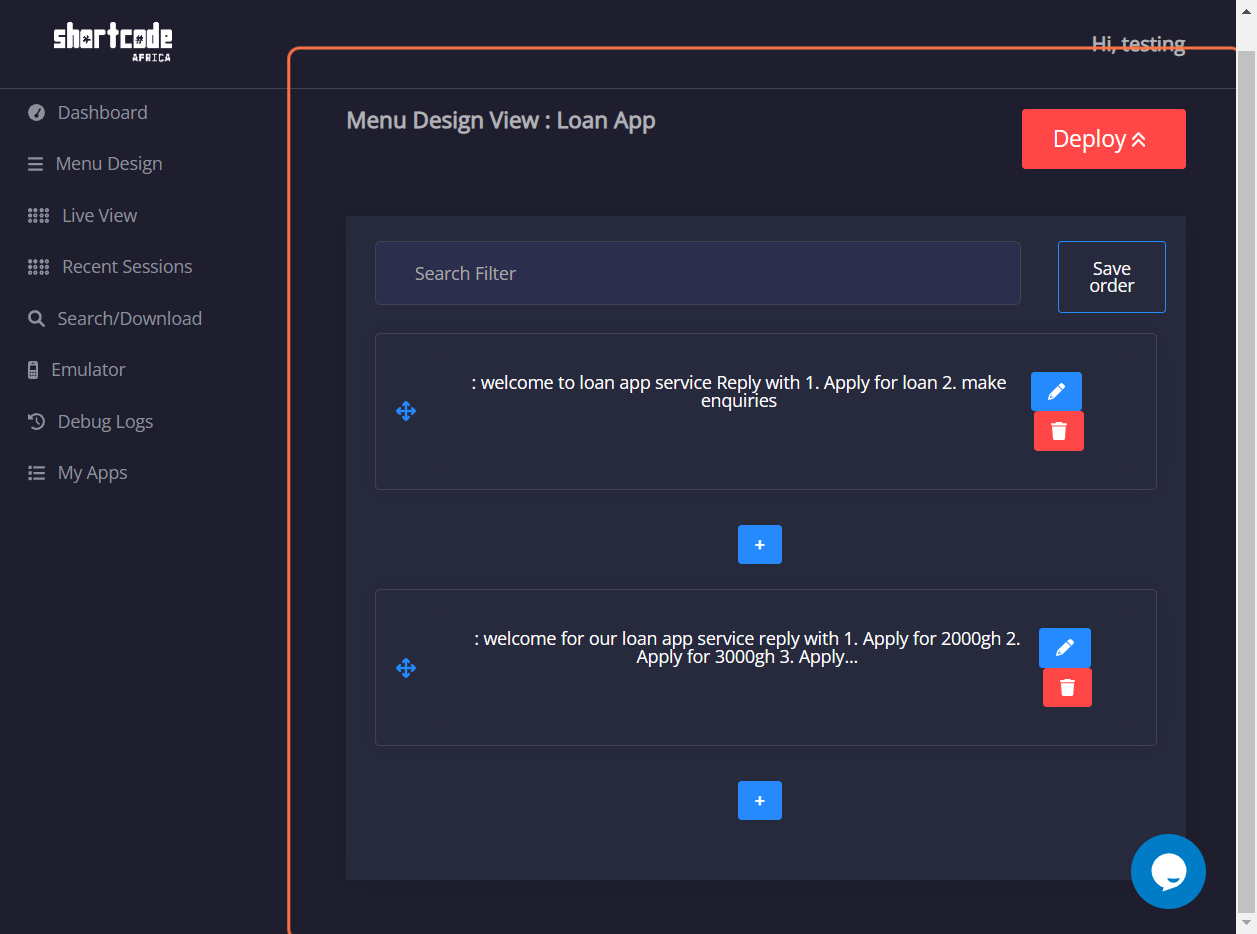 shortcode
AFRICA
Hi, testing
Dashboard
Menu Design
Live View
Recent Sessions
Search/Download
Emulator
Debug Logs
My Apps
Menu Design View : Loan App
Deploy
Search Filter
Save
order
: welcome to loan app service Reply with 1. Apply for loan 2. make
enquiries
+
: welcome for our loan app service reply with 1. Apply for 2000gh 2.
Apply for 3000gh 3. Apply...
+